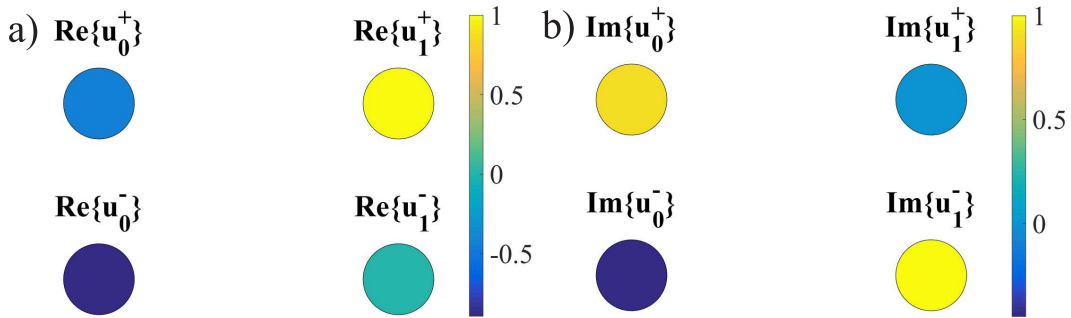 a) Re{u₀⁺} Re{u₁⁺}
1
0.5
0
-0.5
Re{u₀⁻} Re{u₁⁻}
b) Im{u₀⁺} Im{u₁⁺}
1
0.5
0
Im{u₀⁻} Im{u₁⁻}